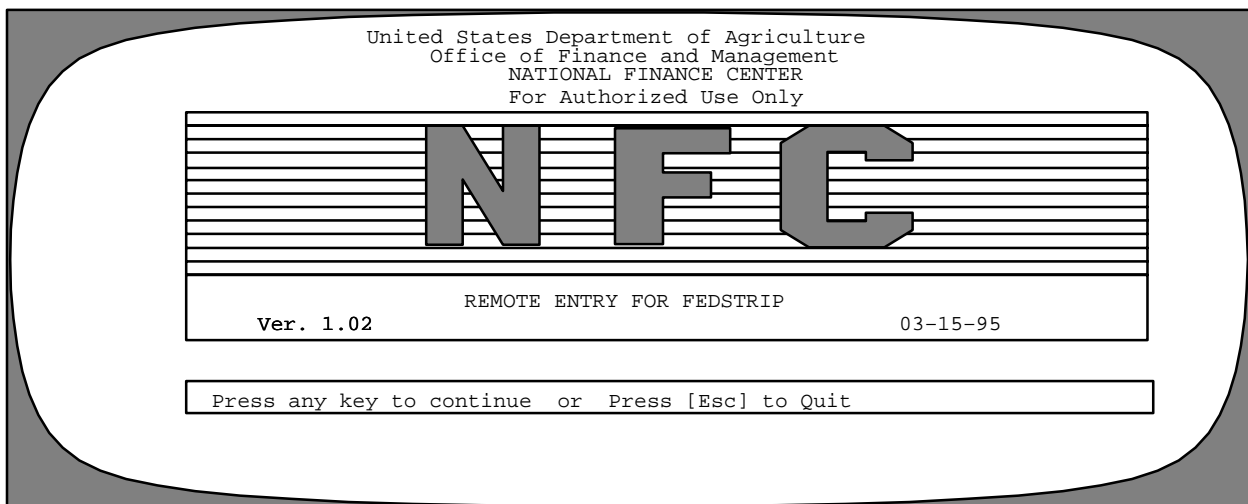 United States Department of Agriculture
Office of Finance and Management
NATIONAL FINANCE CENTER
For Authorized Use Only
NFC
REMOTE ENTRY FOR FEDSTRIP
Ver. 1.02 03-15-95
Press any key to continue or Press [Esc] to Quit